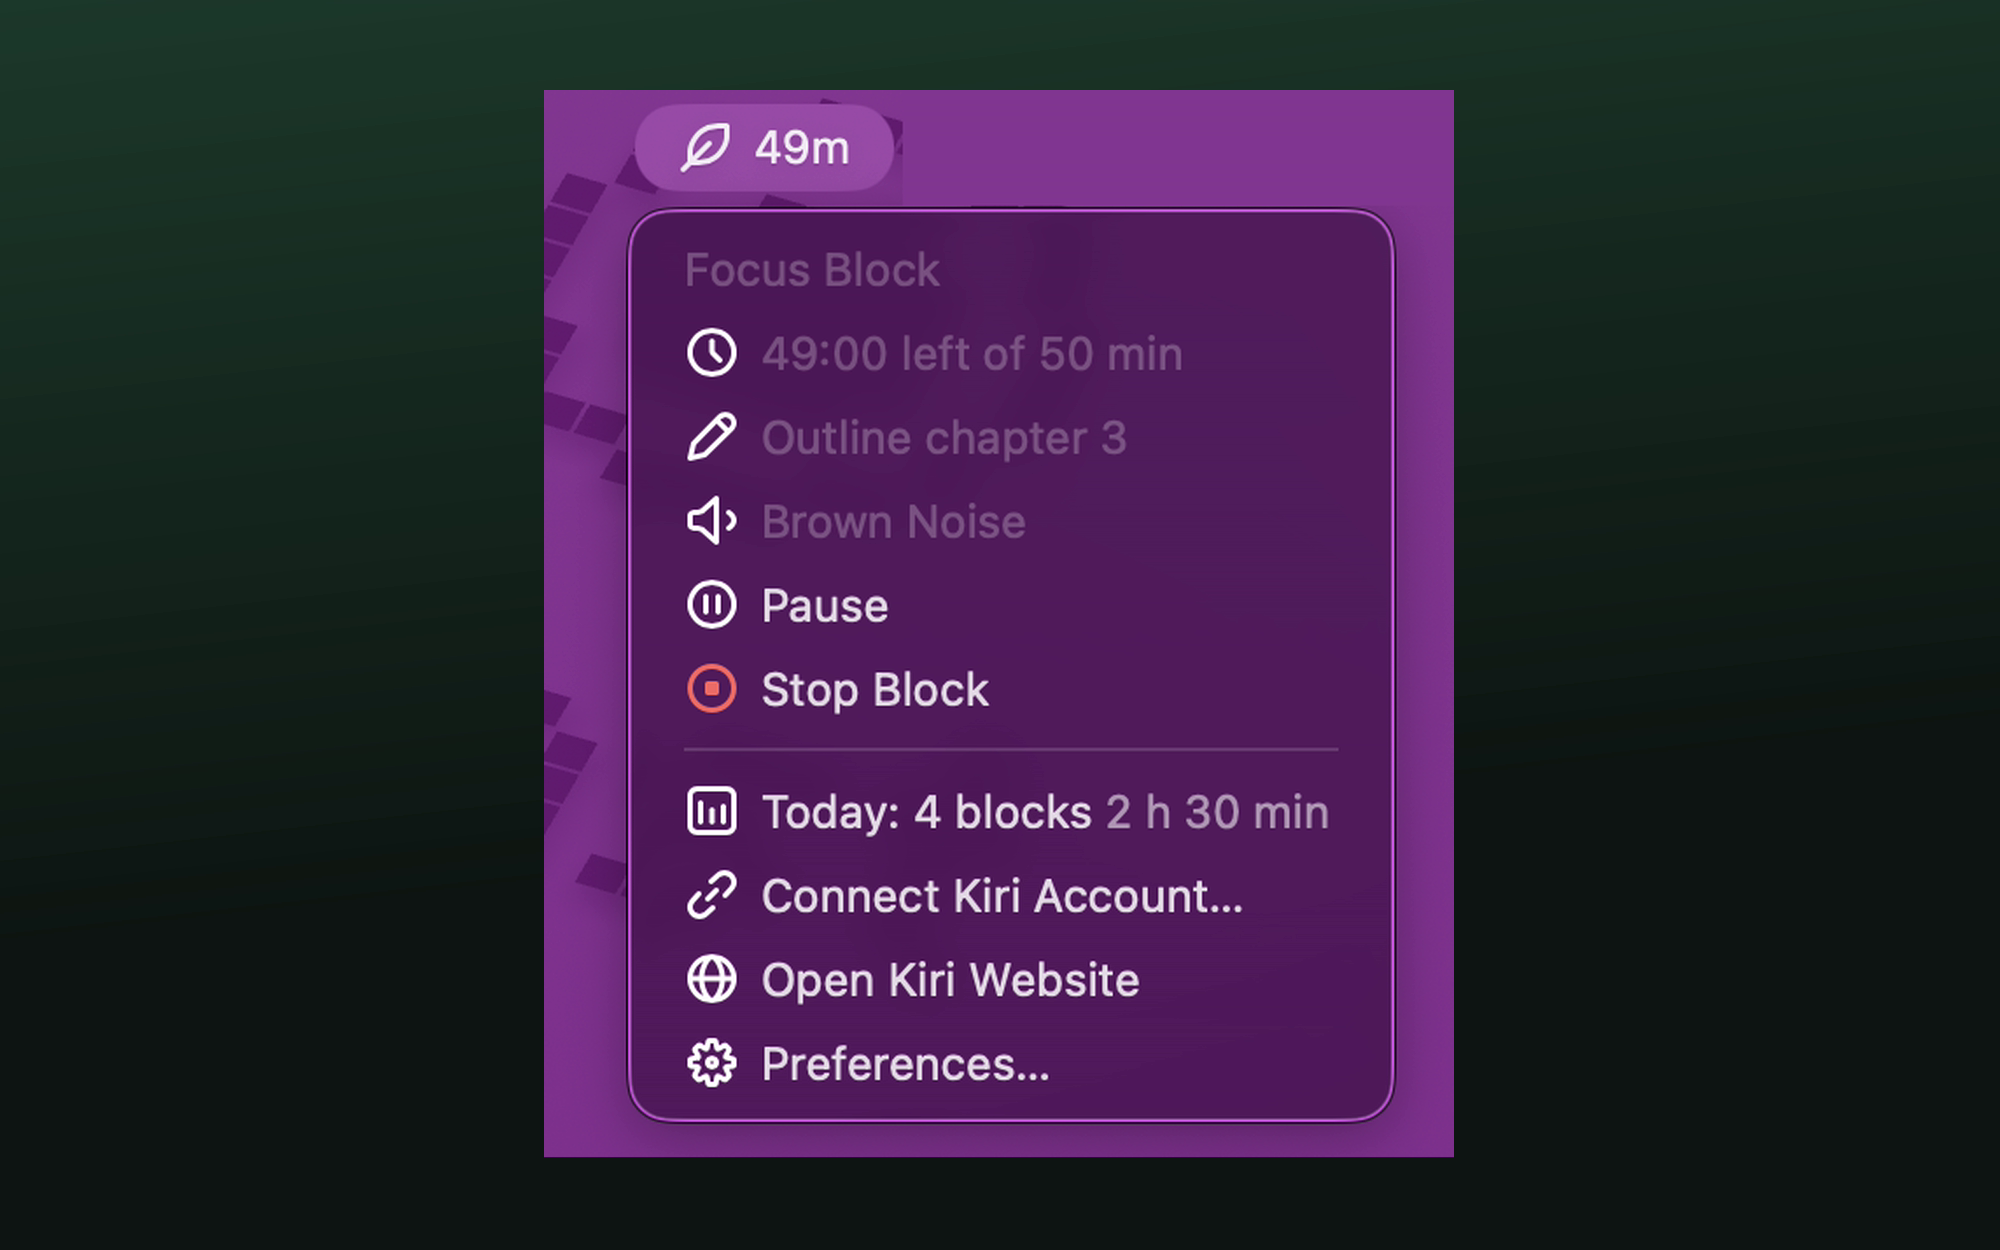 49m
Focus Block
49:00 left of 50 min
Outline chapter 3
Brown Noise
Pause
Stop Block
Today: 4 blocks 2 h 30 min
Connect Kiri Account...
Open Kiri Website
Preferences...